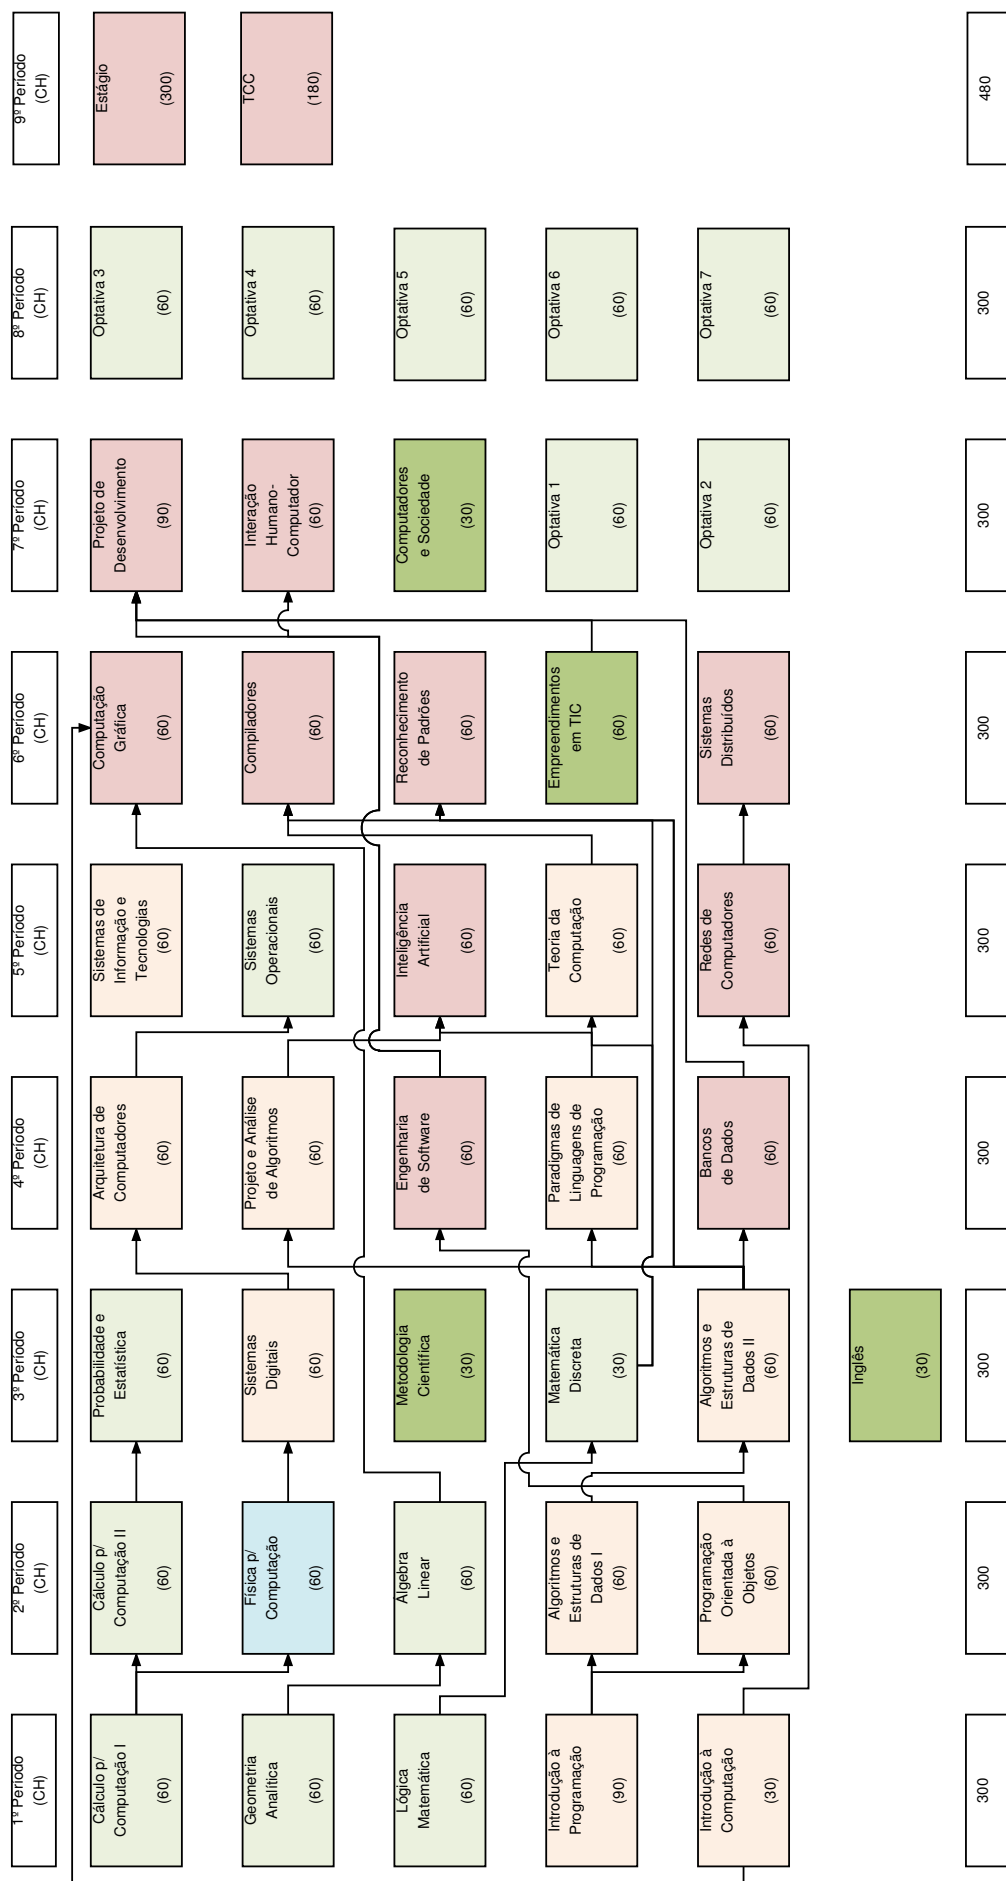 1º Período
(CH)
Cálculo p/
Computação I
(60)
Geometria
Analítica
(60)
Lógica
Matemática
(60)
Introdução à
Programação
(90)
Introdução à
Computação
(30)
300
2º Período
(CH)
Cálculo p/
Computação II
(60)
Física p/
Computação
(60)
Algebra
Linear
(60)
Algoritmos e
Estruturas de
Dados I
(60)
Programação
Orientada à
Objetos
(60)
300
3º Período
(CH)
Probabilidade e
Estatística
(60)
Sistemas
Digitais
(60)
Metodologia
Científica
(30)
Matemática
Discreta
(30)
Algoritmos e
Estruturas de
Dados II
(60)
Inglês
(30)
300
4º Período
(CH)
Arquitetura de
Computadores
(60)
Projeto e Análise
de Algoritmos
(60)
Engenharia
de Software
(60)
Paradigmas de
Linguagens de
Programação
(60)
Bancos
de Dados
(60)
300
5º Período
(CH)
Sistemas de
Informação e
Tecnologias
(60)
Sistemas
Operacionais
(60)
Inteligência
Artificial
(60)
Teoria da
Computação
(60)
Redes de
Computadores
(60)
300
6º Período
(CH)
Computação
Gráfica
(60)
Compiladores
(60)
Reconhecimento
de Padrões
(60)
Empreendimentos
em TIC
(60)
Sistemas
Distribuídos
(60)
300
7º Período
(CH)
Projeto de
Desenvolvimento
(90)
Interação
Humano-
Computador
(60)
Computadores
e Sociedade
(30)
Optativa 1
(60)
Optativa 2
(60)
300
8º Período
(CH)
Optativa 3
(60)
Optativa 4
(60)
Optativa 5
(60)
Optativa 6
(60)
Optativa 7
(60)
300
9º Período
(CH)
Estágio
(300)
TCC
(180)
480